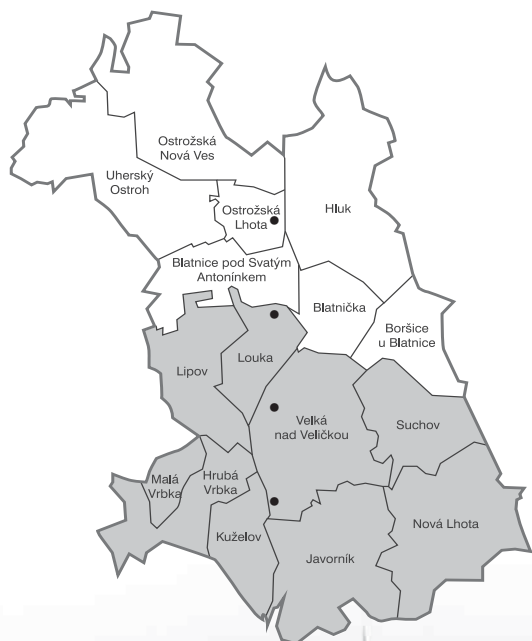 Ostrožská
Nová Ves
Uherský
Ostroh
Ostrožská
Lhota
Hluk
Blatnice pod Svatým
Antonínkem
Blatnička
Boršice
u Blatnice
Lipov
Louka
Velká
nad Veličkou
Suchov
Malá
Vrbka
Hrubá
Vrbka
Kuželov
Javorník
Nová Lhota